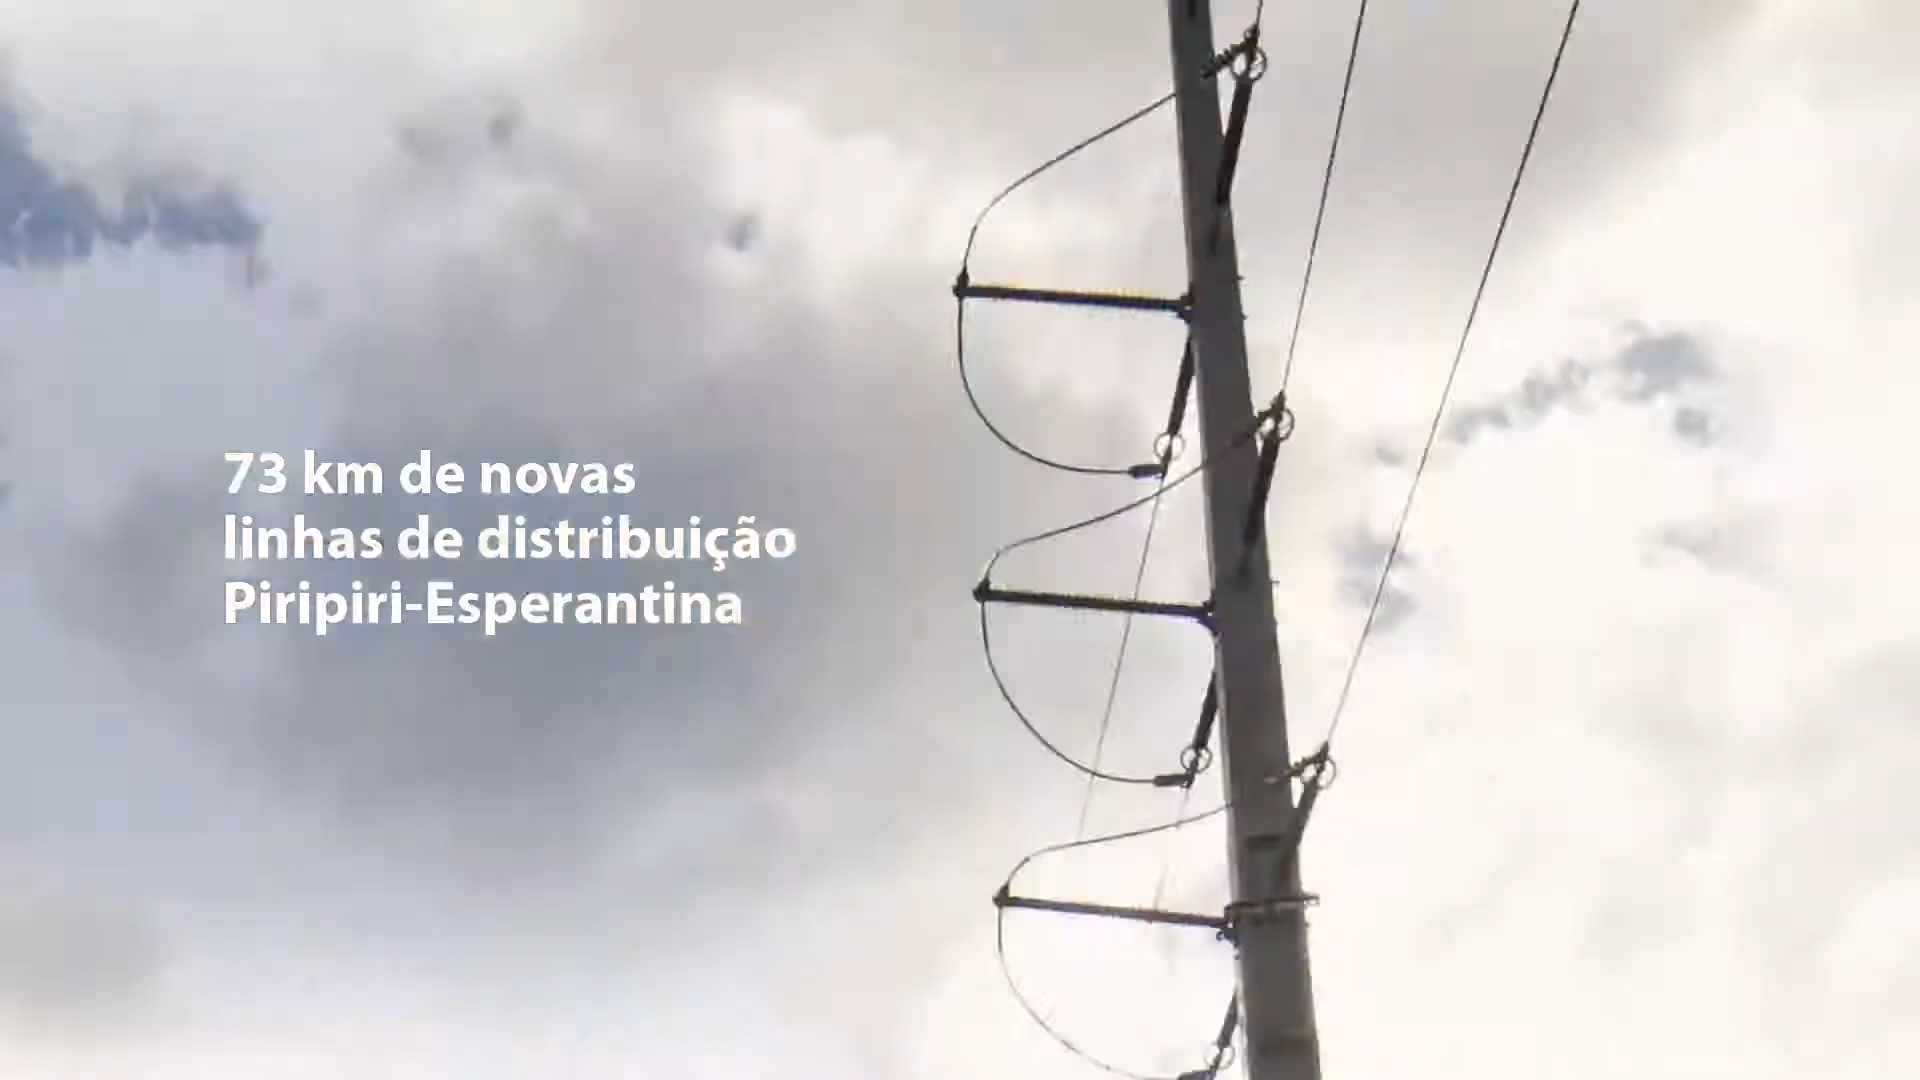 73 km de novas
linhas de distribuição
Piripiri-Esperantina